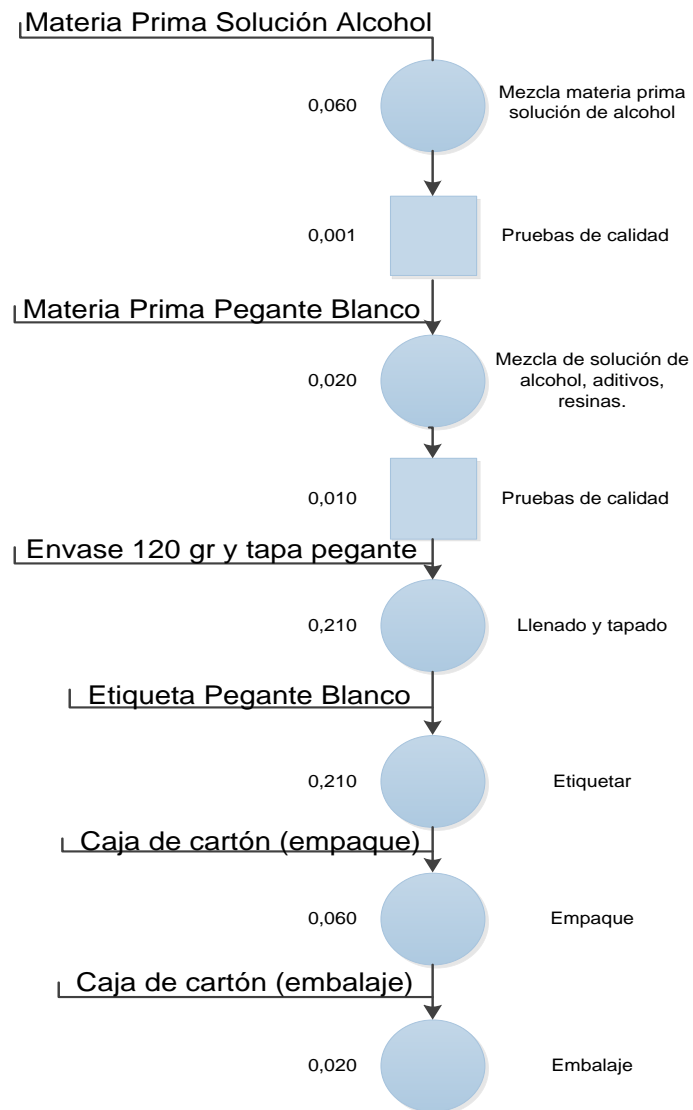 Materia Prima Solución Alcohol
0,060
Mezcla materia prima
solución de alcohol
0,001
Pruebas de calidad
Materia Prima Pegante Blanco
0,020
Mezcla de solución de
alcohol, aditivos,
resinas.
0,010
Pruebas de calidad
Envase 120 gr y tapa pegante
0,210
Llenado y tapado
Etiqueta Pegante Blanco
0,210
Etiquetar
Caja de cartón (empaque)
0,060
Empaque
Caja de cartón (embalaje)
0,020
Embalaje